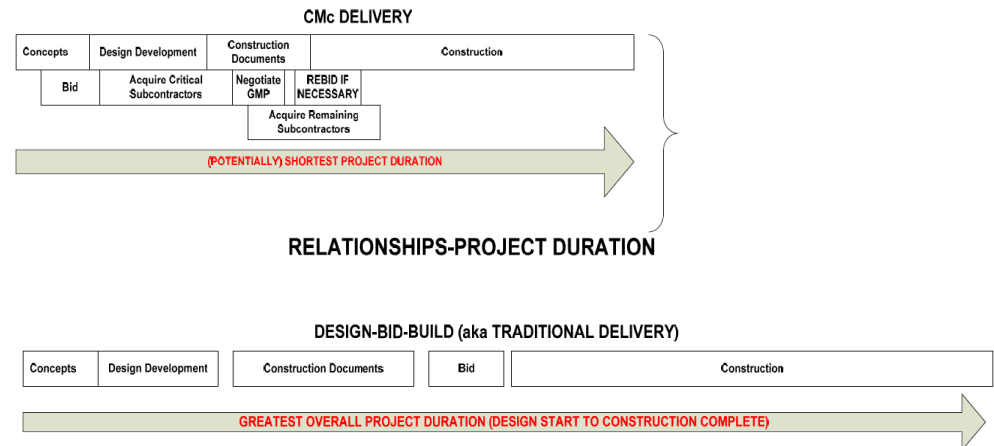 CMc DELIVERY
Concepts
Design Development
Construction
Documents
Construction
Bid
Acquire Critical
Subcontractors
Negotiate
GMP
REBID IF
NECESSARY
Acquire Remaining
Subcontractors
(POTENTIALLY) SHORTEST PROJECT DURATION
RELATIONSHIPS-PROJECT DURATION
DESIGN-BID-BUILD (aka TRADITIONAL DELIVERY)
Concepts
Design Development
Construction Documents
Bid
Construction
GREATEST OVERALL PROJECT DURATION (DESIGN START TO CONSTRUCTION COMPLETE)